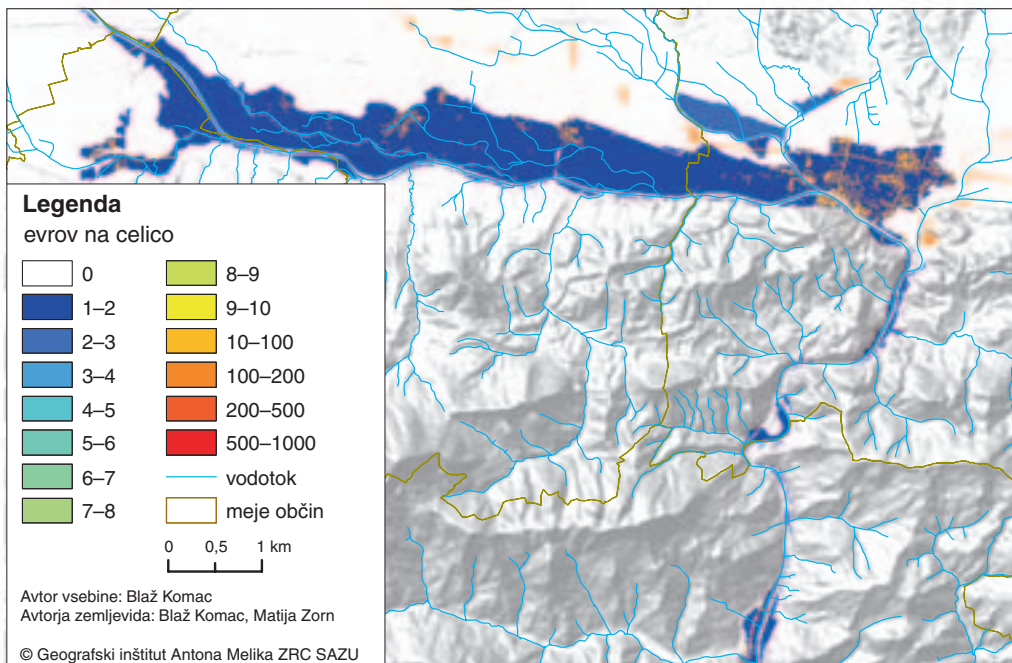 Legenda
evrov na celico
0
1–2
2–3
3–4
4–5
5–6
6–7
7–8
8–9
9–10
10–100
100–200
200–500
500–1000
vodotok
meje občin
0 0,5 1 km
Avtor vsebine: Blaž Komac
Avtorja zemljevida: Blaž Komac, Matija Zorn
© Geografski inštitut Antona Melika ZRC SAZU